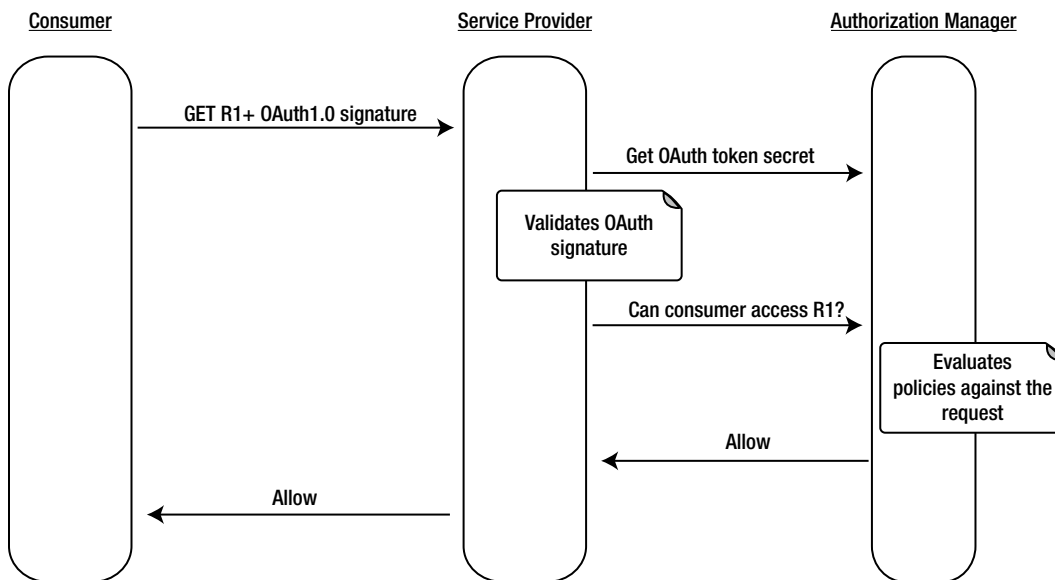 Consumer
Service Provider
Authorization Manager
GET R1+ OAuth1.0 signature
Get OAuth token secret
Validates OAuth
signature
Can consumer access R1?
Evaluates
policies against the
request
Allow
Allow